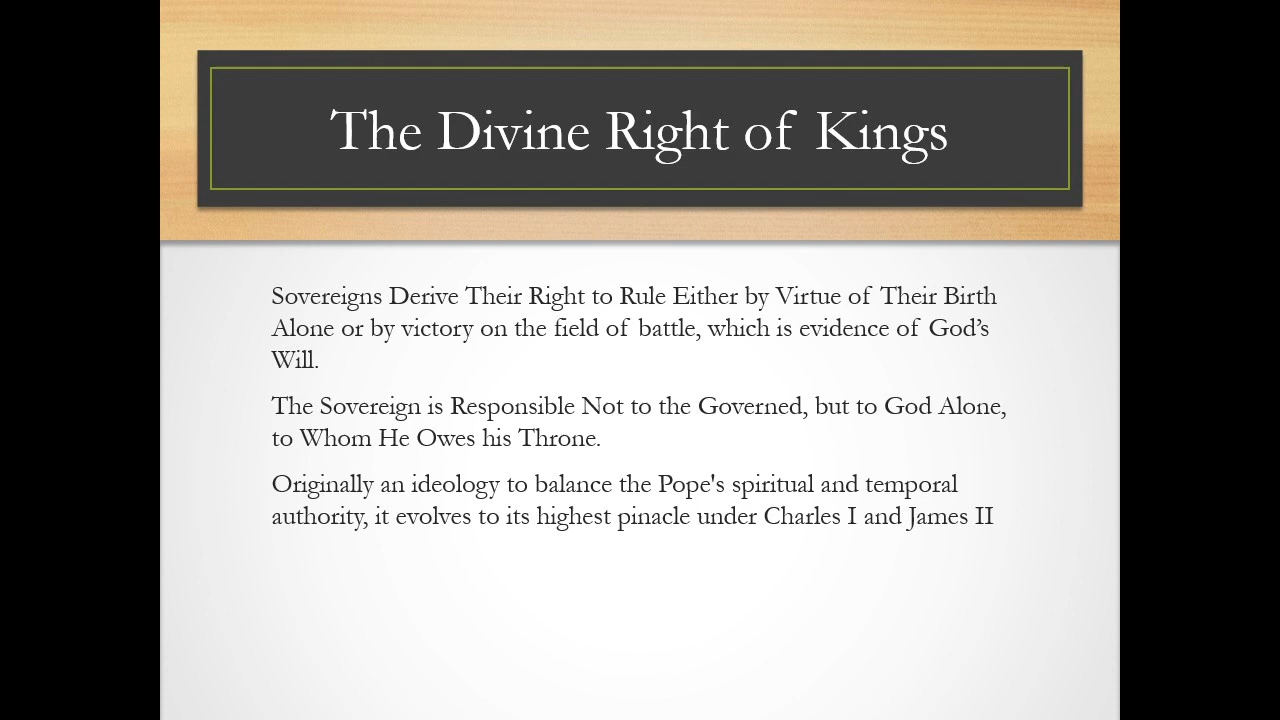 The Divine Right of Kings
Sovereigns Derive Their Right to Rule Either by Virtue of Their Birth
Alone or by victory on the field of battle, which is evidence of God’s
Will.
The Sovereign is Responsible Not to the Governed, but to God Alone,
to Whom He Owes his Throne.
Originally an ideology to balance the Pope's spiritual and temporal
authority, it evolves to its highest pinacle under Charles I and James II